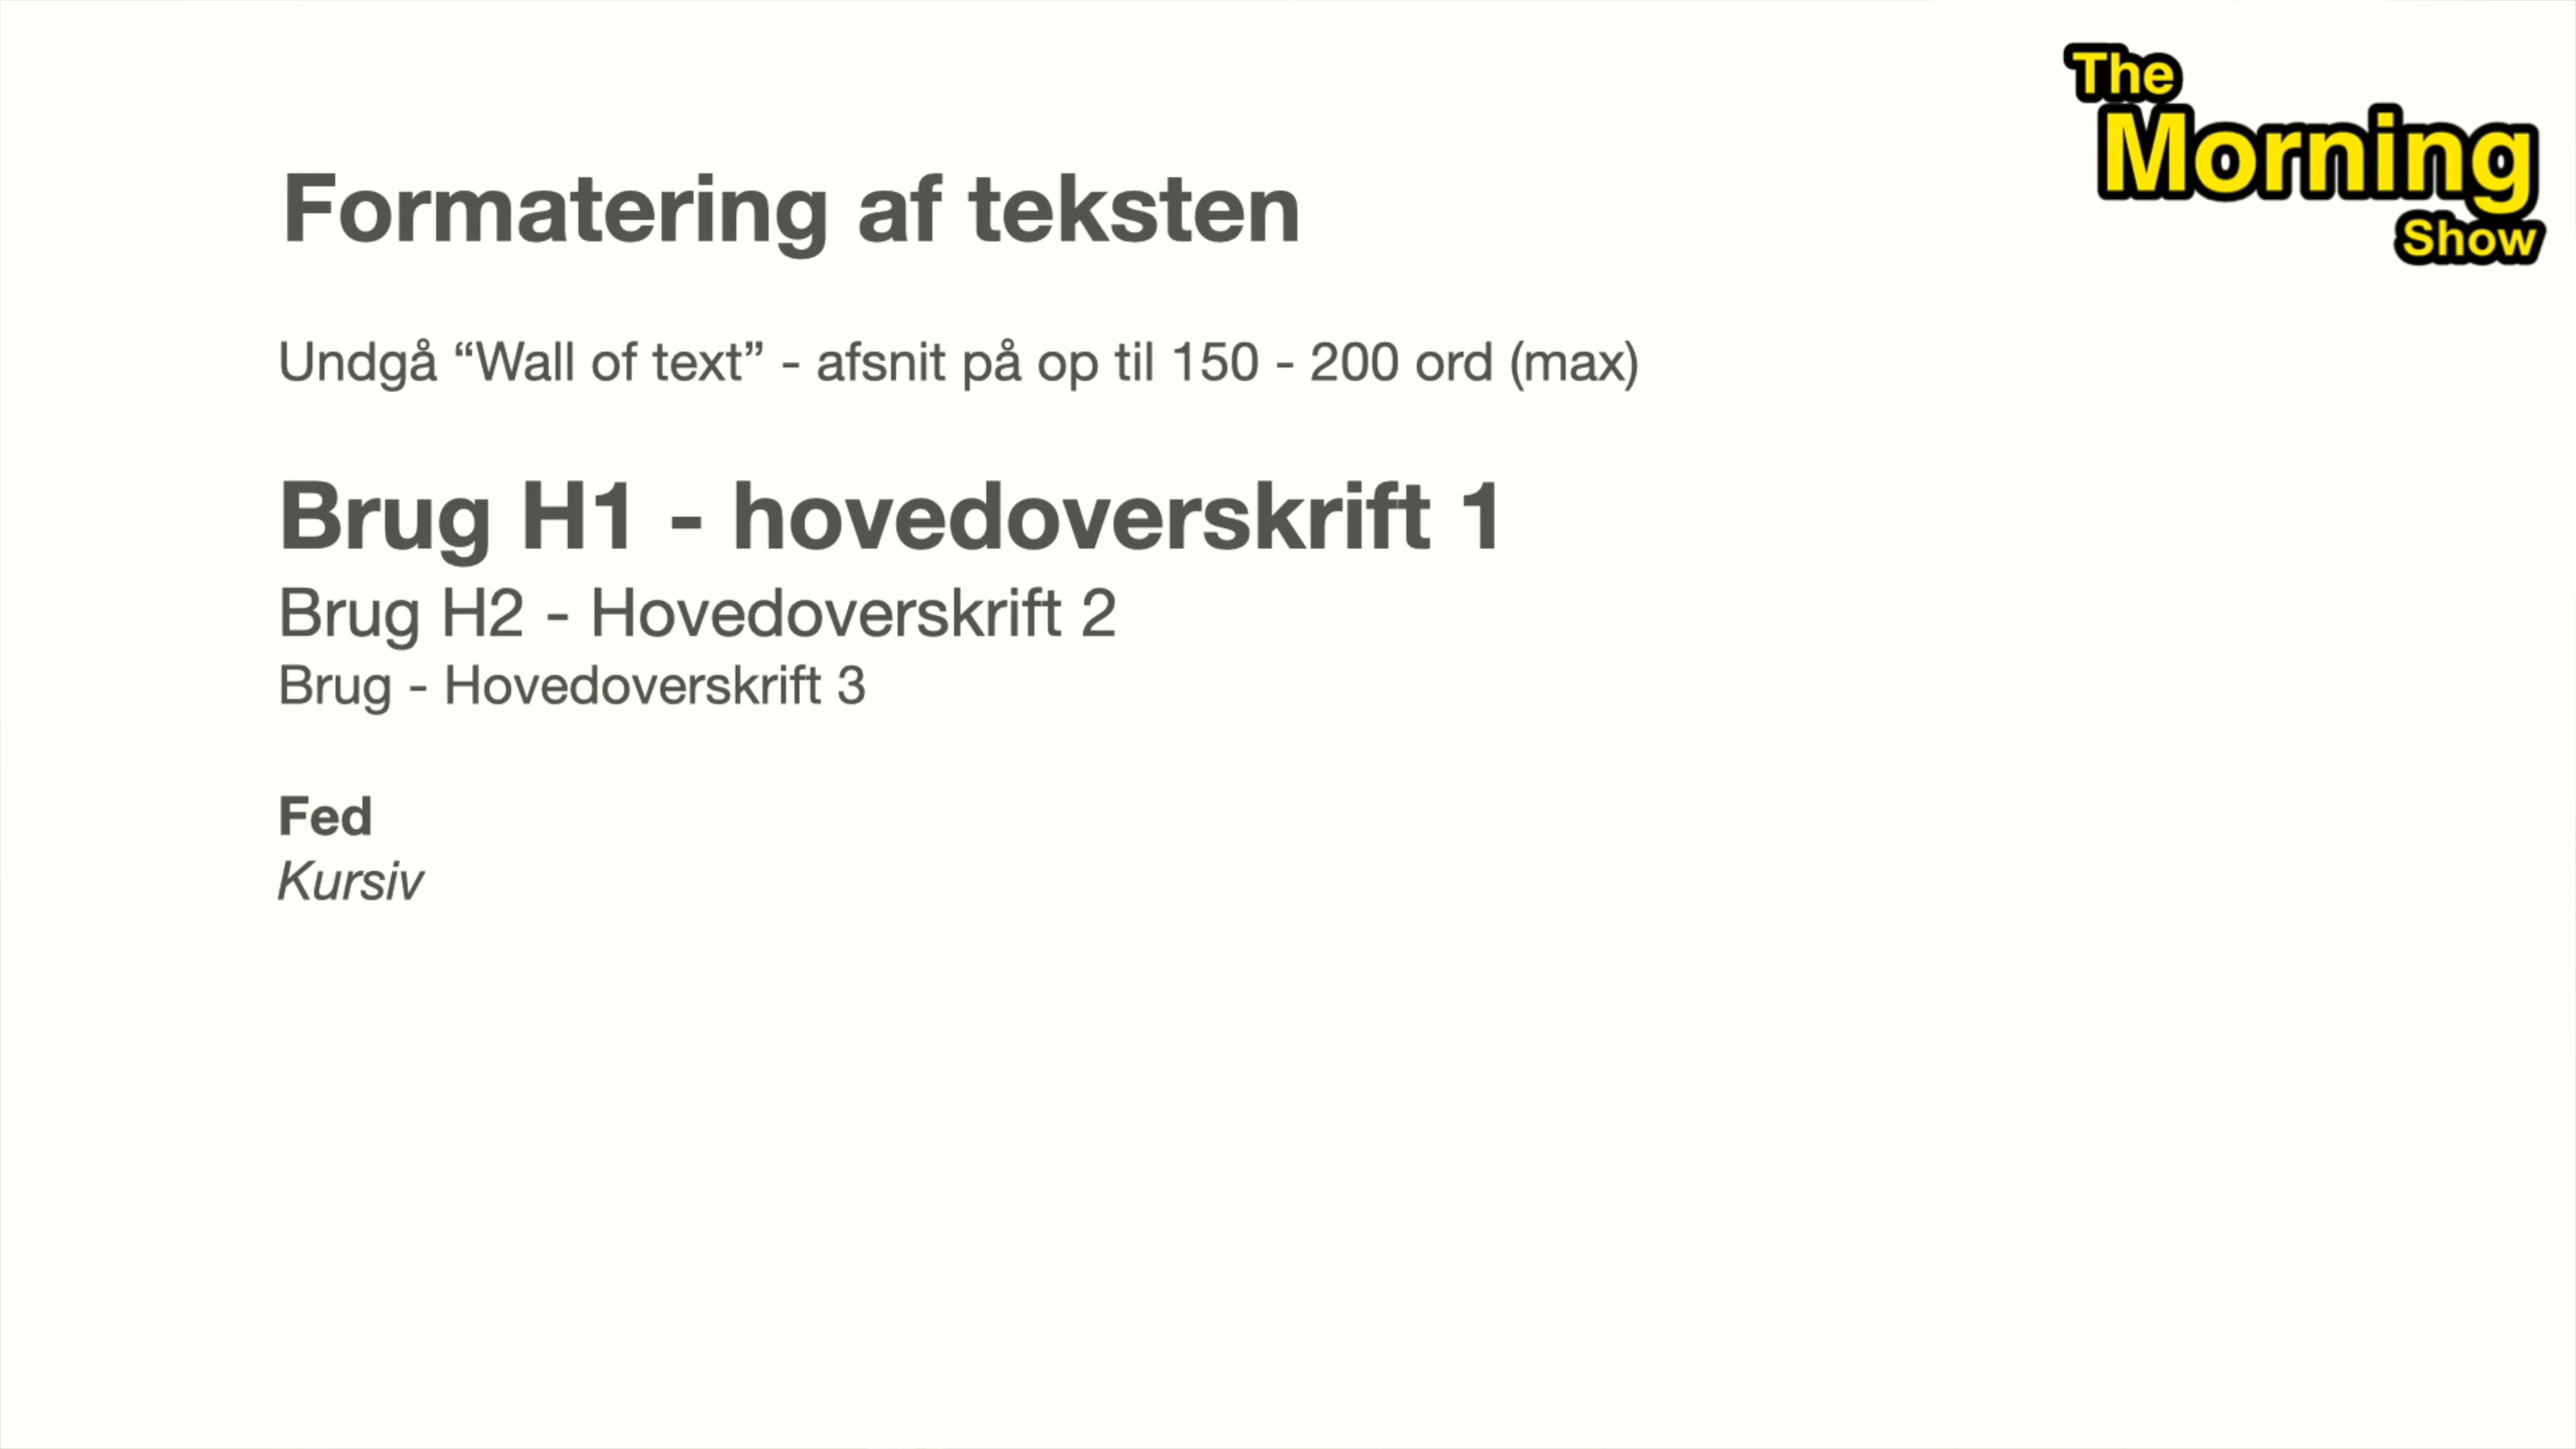 The
Morning
Show
Formatering af teksten
Undgå “Wall of text” - afsnit på op til 150 - 200 ord (max)
Brug H1 - hovedoverskrift 1
Brug H2 - Hovedoverskrift 2
Brug - Hovedoverskrift 3
Fed
Kursiv